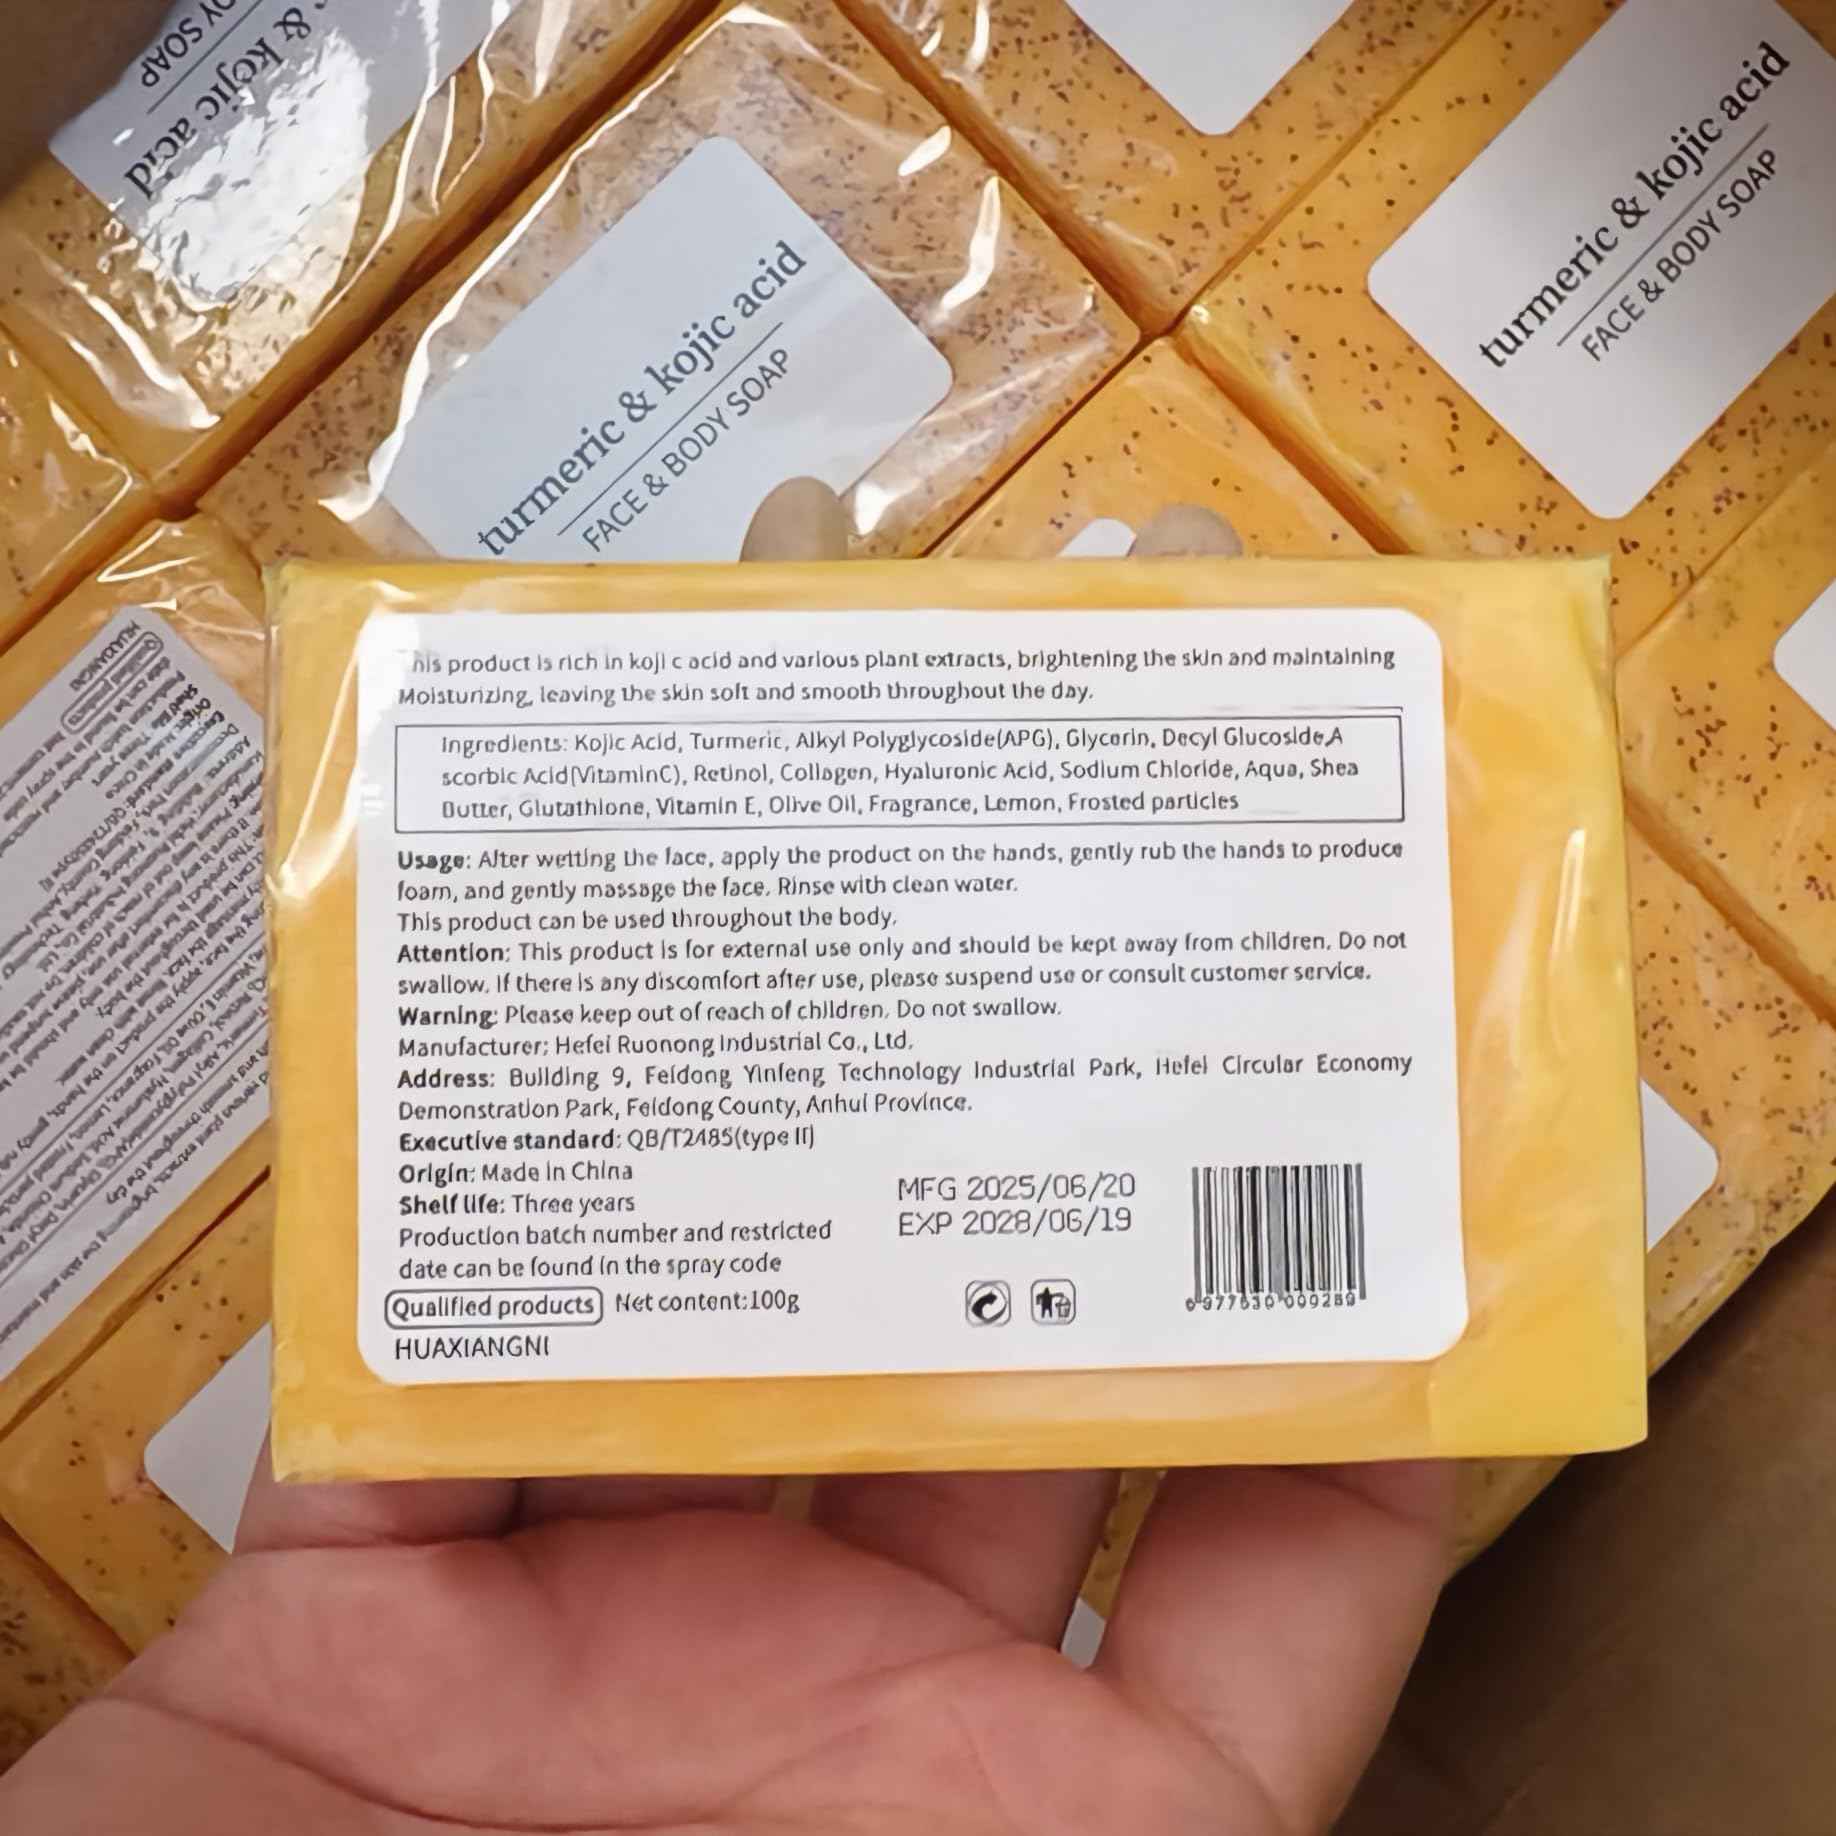 & kojic acid
turmeric & kojic acid
FACE & BODY SOAP
turmeric & kojic acid
FACE & BODY SOAP
his product is rich in koji c acid and various plant extracts, brightening the skin and maintaining
Moisturizing, leaving the skin soft and smooth throughout the day.
Ingredients: Kojic Acid, Turmeric, Alkyl Polyglycoside(APG), Glycerin, Decyl Glucoside,A
scorbic Acid(VitaminC), Retinol, Collagen, Hyaluronic Acid, Sodium Chloride, Aqua, Shea
Butter, Glutathione, Vitamin E, Olive Oil, Fragrance, Lemon, Frosted particles
Usage: After wetting the face, apply the product on the hands, gently rub the hands to produce
foam, and gently massage the face. Rinse with clean water.
This product can be used throughout the body.
Attention: This product is for external use only and should be kept away from children. Do not
swallow. If there is any discomfort after use, please suspend use or consult customer service.
Warning: Please keep out of reach of children. Do not swallow.
Manufacturer: Hefei Ruonong Industrial Co., Ltd.
Address: Building 9, Feidong Yinfeng Technology Industrial Park, Hefei Circular Economy
Demonstration Park, Feidong County, Anhui Province.
Executive standard: QB/T2485(type II)
Origin: Made in China
Shelf life: Three years
MFG 2025/06/20
EXP 2028/06/19
Production batch number and restricted
date can be found in the spray code
Qualified products Net content:100g
HUAXIANGNI